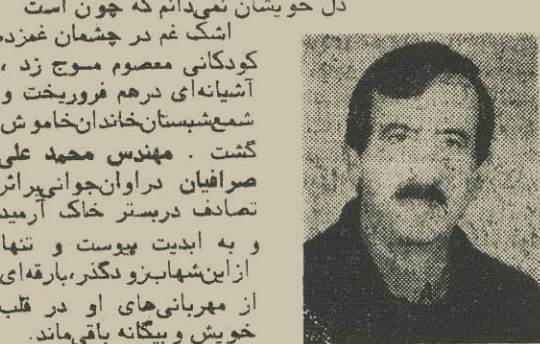 دل خویشان نمی‌دانم که چون است
اشک غم در چشمان غمزده
کودکانی معصوم موج زد ،
آشیانه‌ای درهم فروریخت و
شمع‌شبستان‌خاندان‌خاموش
گشت . مهندس محمد علی
صرافیان دراوان‌جوانی‌براثر
تصادف دربستر خاک آرمید
و به ابدیت پیوست و تنها
ازاین‌شهاب‌زودگذر،بارقه‌ای
از مهربانی‌های او در قلب
خویش و بیگانه باقی‌ماند.